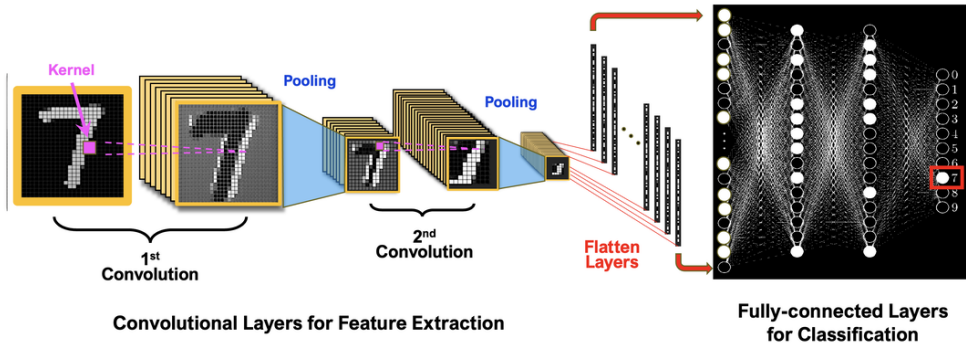 Kernel
Pooling
Pooling
1st
Convolution
2nd
Convolution
Flatten
Layers
0
1
2
3
4
5
6
7
8
9
Convolutional Layers for Feature Extraction
Fully-connected Layers
for Classification